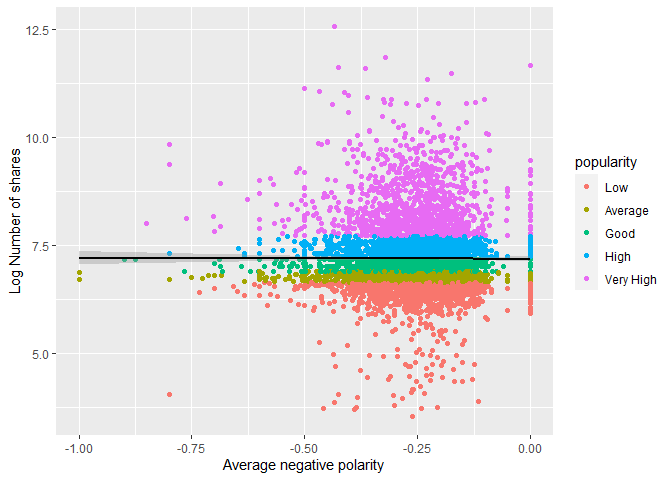 12.5
10.0
7.5
5.0
Log Number of shares
-1.00
-0.75
-0.50
-0.25
0.00
Average negative polarity
popularity
Low
Average
Good
High
Very High